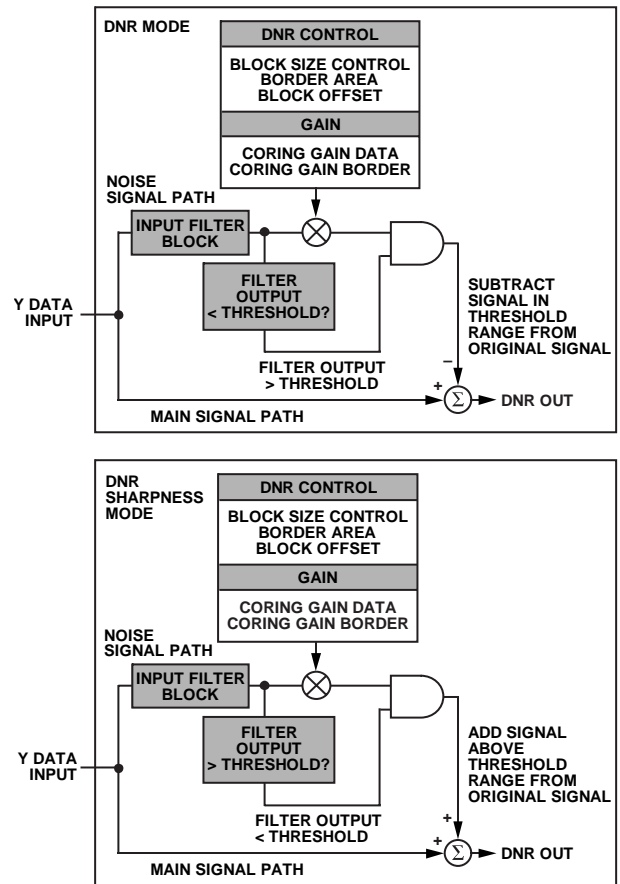 DNR MODE
DNR CONTROL
BLOCK SIZE CONTROL
BORDER AREA
BLOCK OFFSET
GAIN
CORING GAIN DATA
CORING GAIN BORDER
NOISE
SIGNAL PATH
INPUT FILTER
BLOCK
Y DATA
INPUT
FILTER
OUTPUT
< THRESHOLD?
FILTER OUTPUT
> THRESHOLD
SUBTRACT
SIGNAL IN
THRESHOLD
RANGE FROM
ORIGINAL SIGNAL
–
+
Σ
DNR OUT
MAIN SIGNAL PATH
DNR
SHARPNESS
MODE
DNR CONTROL
BLOCK SIZE CONTROL
BORDER AREA
BLOCK OFFSET
GAIN
CORING GAIN DATA
CORING GAIN BORDER
NOISE
SIGNAL PATH
INPUT FILTER
BLOCK
Y DATA
INPUT
FILTER
OUTPUT
> THRESHOLD?
FILTER OUTPUT
< THRESHOLD
ADD SIGNAL
ABOVE
THRESHOLD
RANGE FROM
ORIGINAL SIGNAL
+
+
Σ
DNR OUT
MAIN SIGNAL PATH